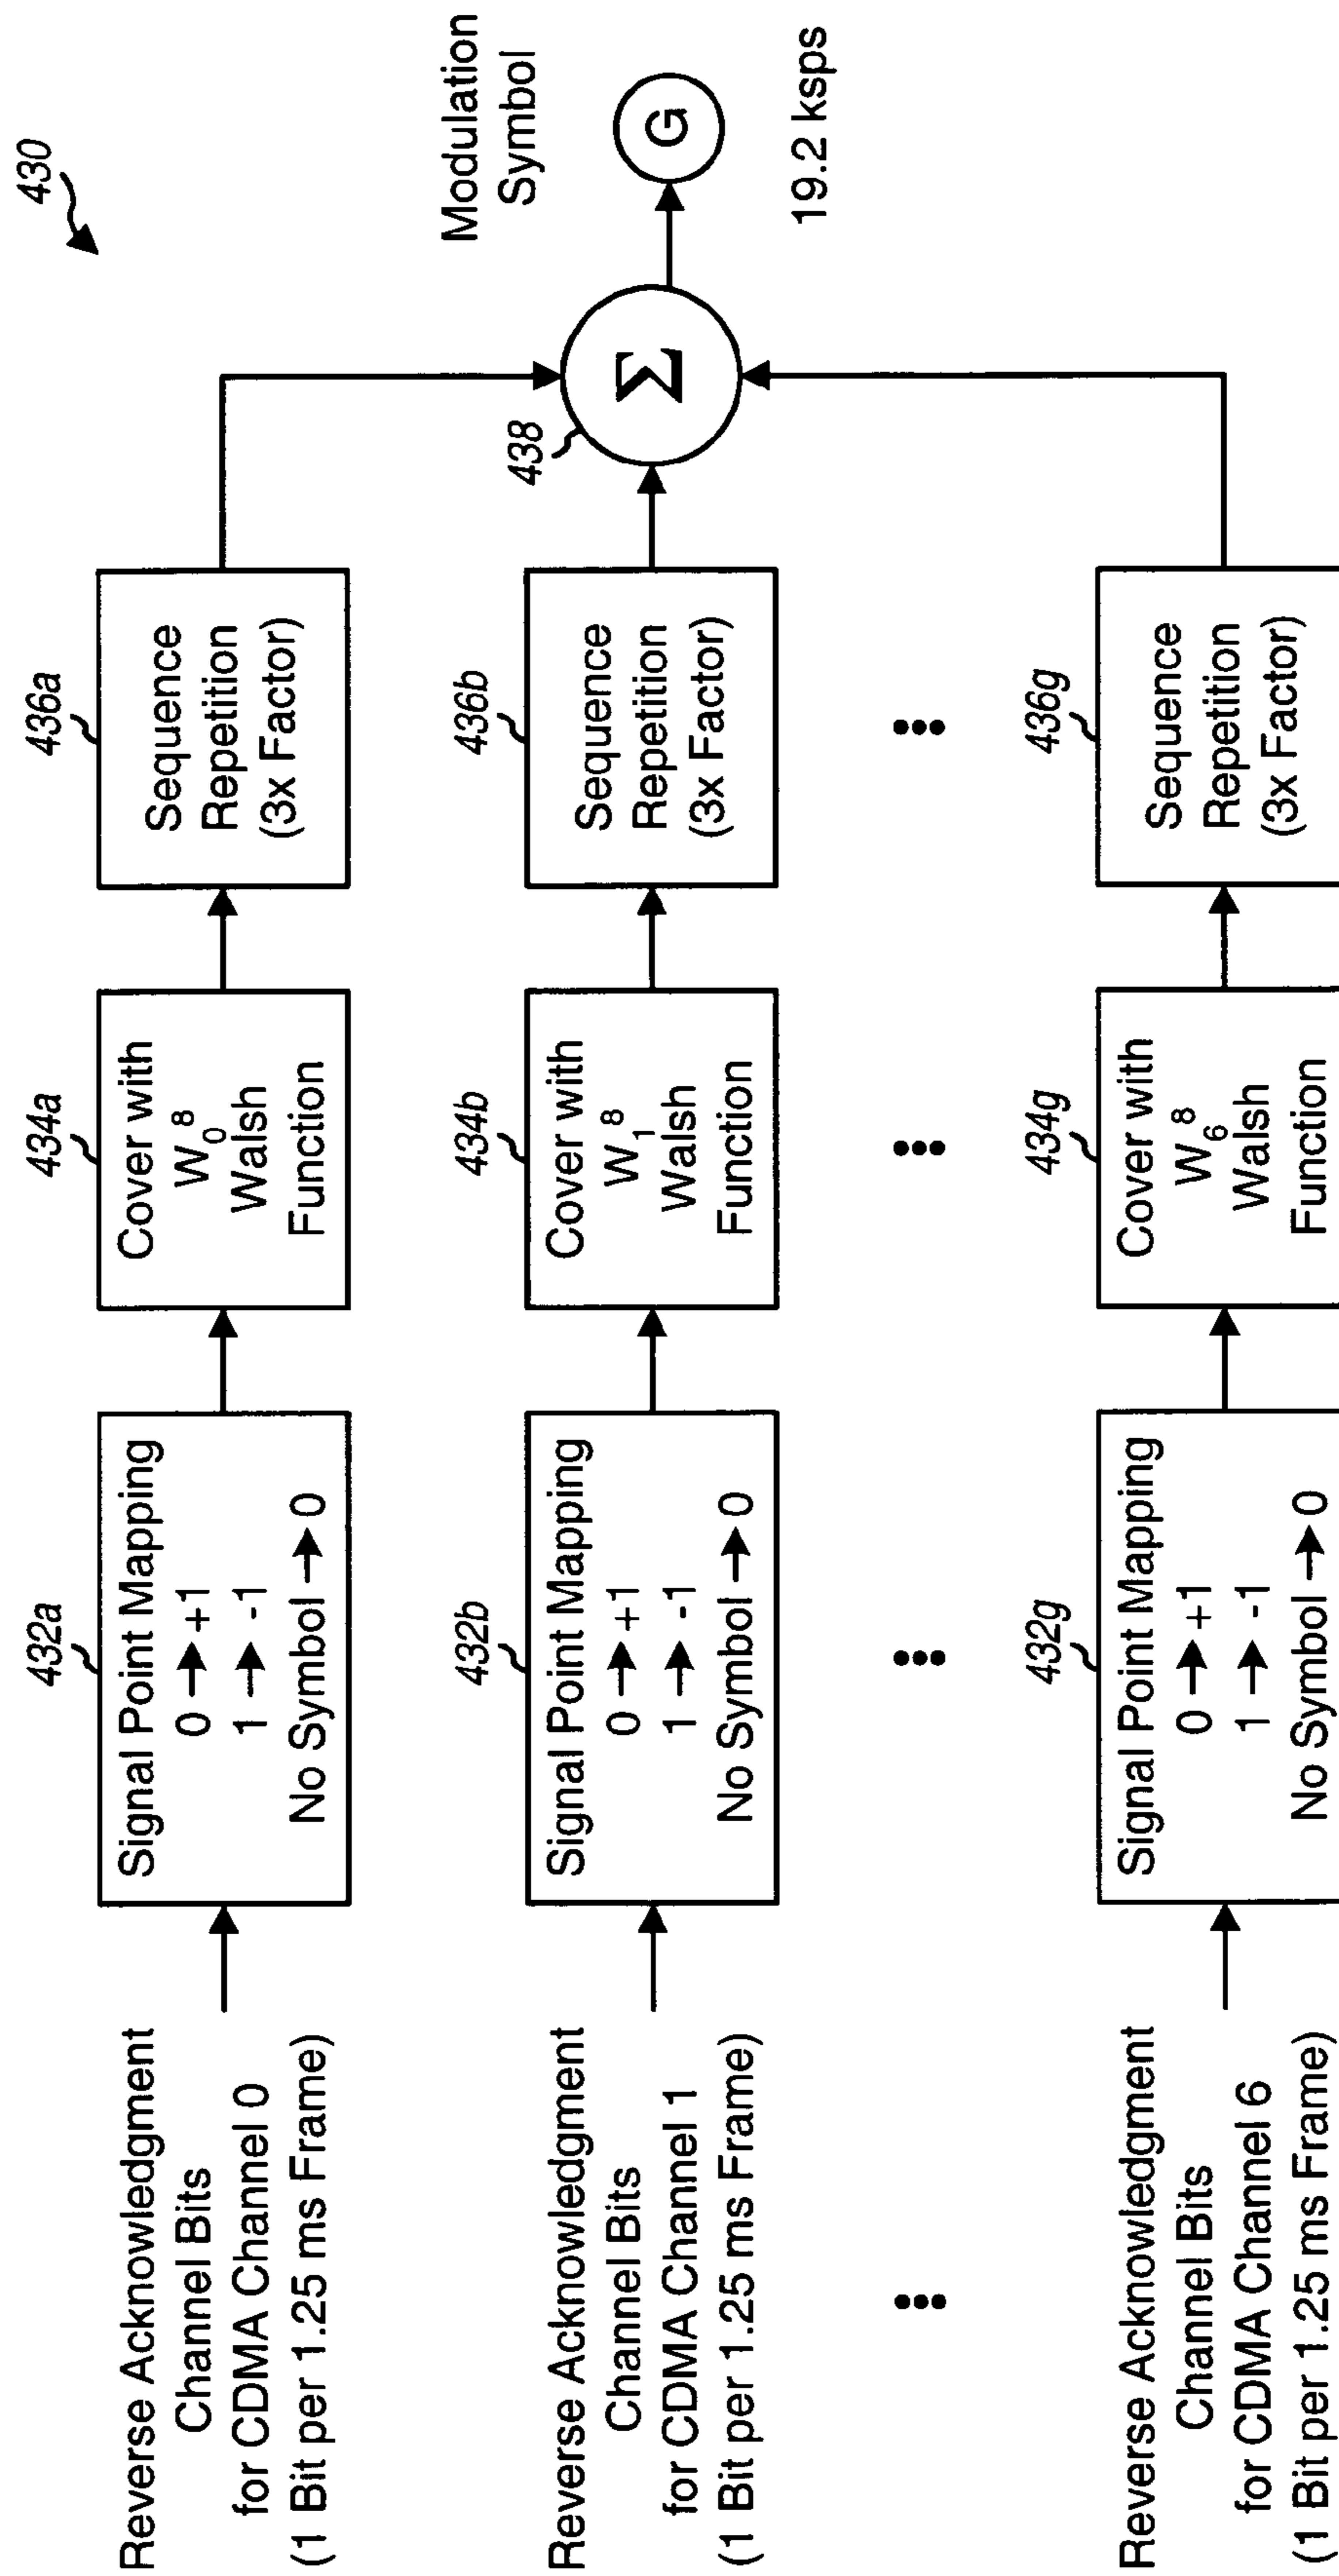 430
Reverse Acknowledgment
Channel Bits
for CDMA Channel 0
(1 Bit per 1.25 ms Frame)
432a
Signal Point Mapping
0 → +1
1 → -1
No Symbol → 0
434a
Cover with
W_0^8
Walsh
Function
436a
Sequence
Repetition
(3x Factor)
Reverse Acknowledgment
Channel Bits
for CDMA Channel 1
(1 Bit per 1.25 ms Frame)
432b
Signal Point Mapping
0 → +1
1 → -1
No Symbol → 0
434b
Cover with
W_1^8
Walsh
Function
436b
Sequence
Repetition
(3x Factor)
438
Σ
Modulation
Symbol
G
19.2 ksps
Reverse Acknowledgment
Channel Bits
for CDMA Channel 6
(1 Bit per 1.25 ms Frame)
432g
Signal Point Mapping
0 → +1
1 → -1
No Symbol → 0
434g
Cover with
W_6^8
Walsh
Function
436g
Sequence
Repetition
(3x Factor)